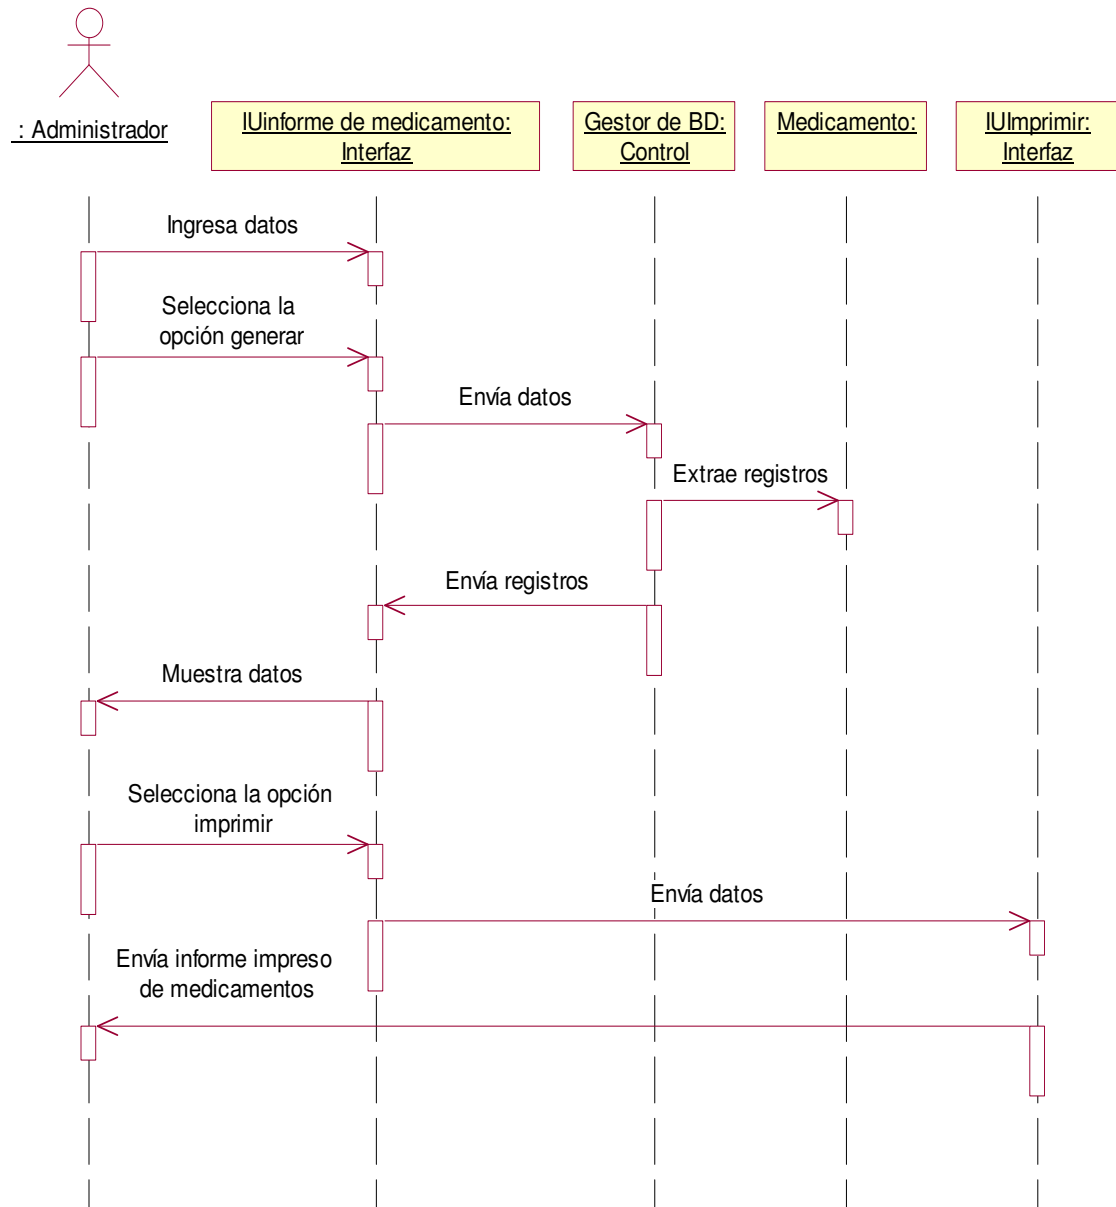 : Administrador
IUinforme de medicamento:
Interfaz
Gestor de BD:
Control
Medicamento:
IUImprimir:
Interfaz
Ingresa datos
Selecciona la
opción generar
Envía datos
Extrae registros
Envía registros
Muestra datos
Selecciona la opción
imprimir
Envía datos
Envía informe impreso
de medicamentos